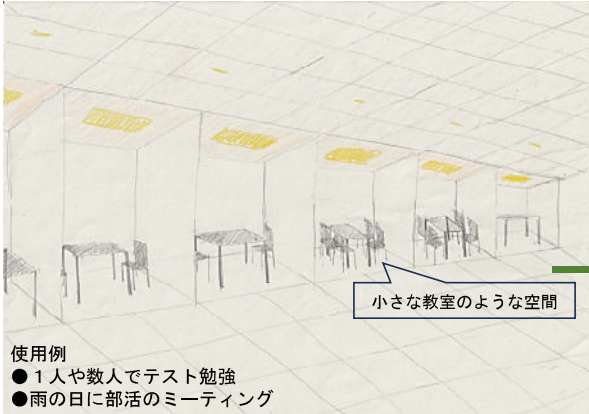 小さな教室のような空間
使用例
●１人や数人でテスト勉強
●雨の日に部活のミーティング